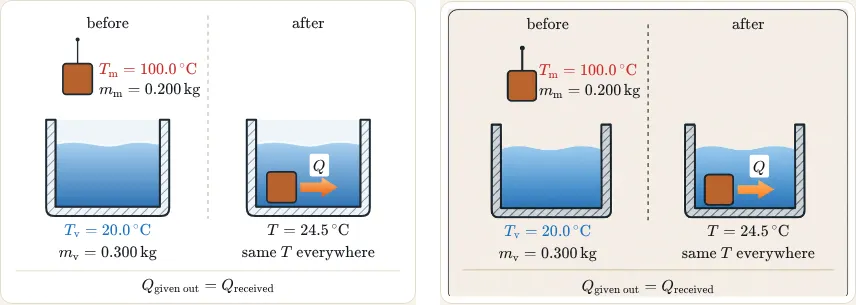 before after
T_m = 100.0 °C
m_m = 0.200 kg
Q
T_v = 20.0 °C
m_v = 0.300 kg
T = 24.5 °C
same T everywhere
Q_given out = Q_received
before after
T_m = 100.0 °C
m_m = 0.200 kg
Q
T_v = 20.0 °C
m_v = 0.300 kg
T = 24.5 °C
same T everywhere
Q_given out = Q_received